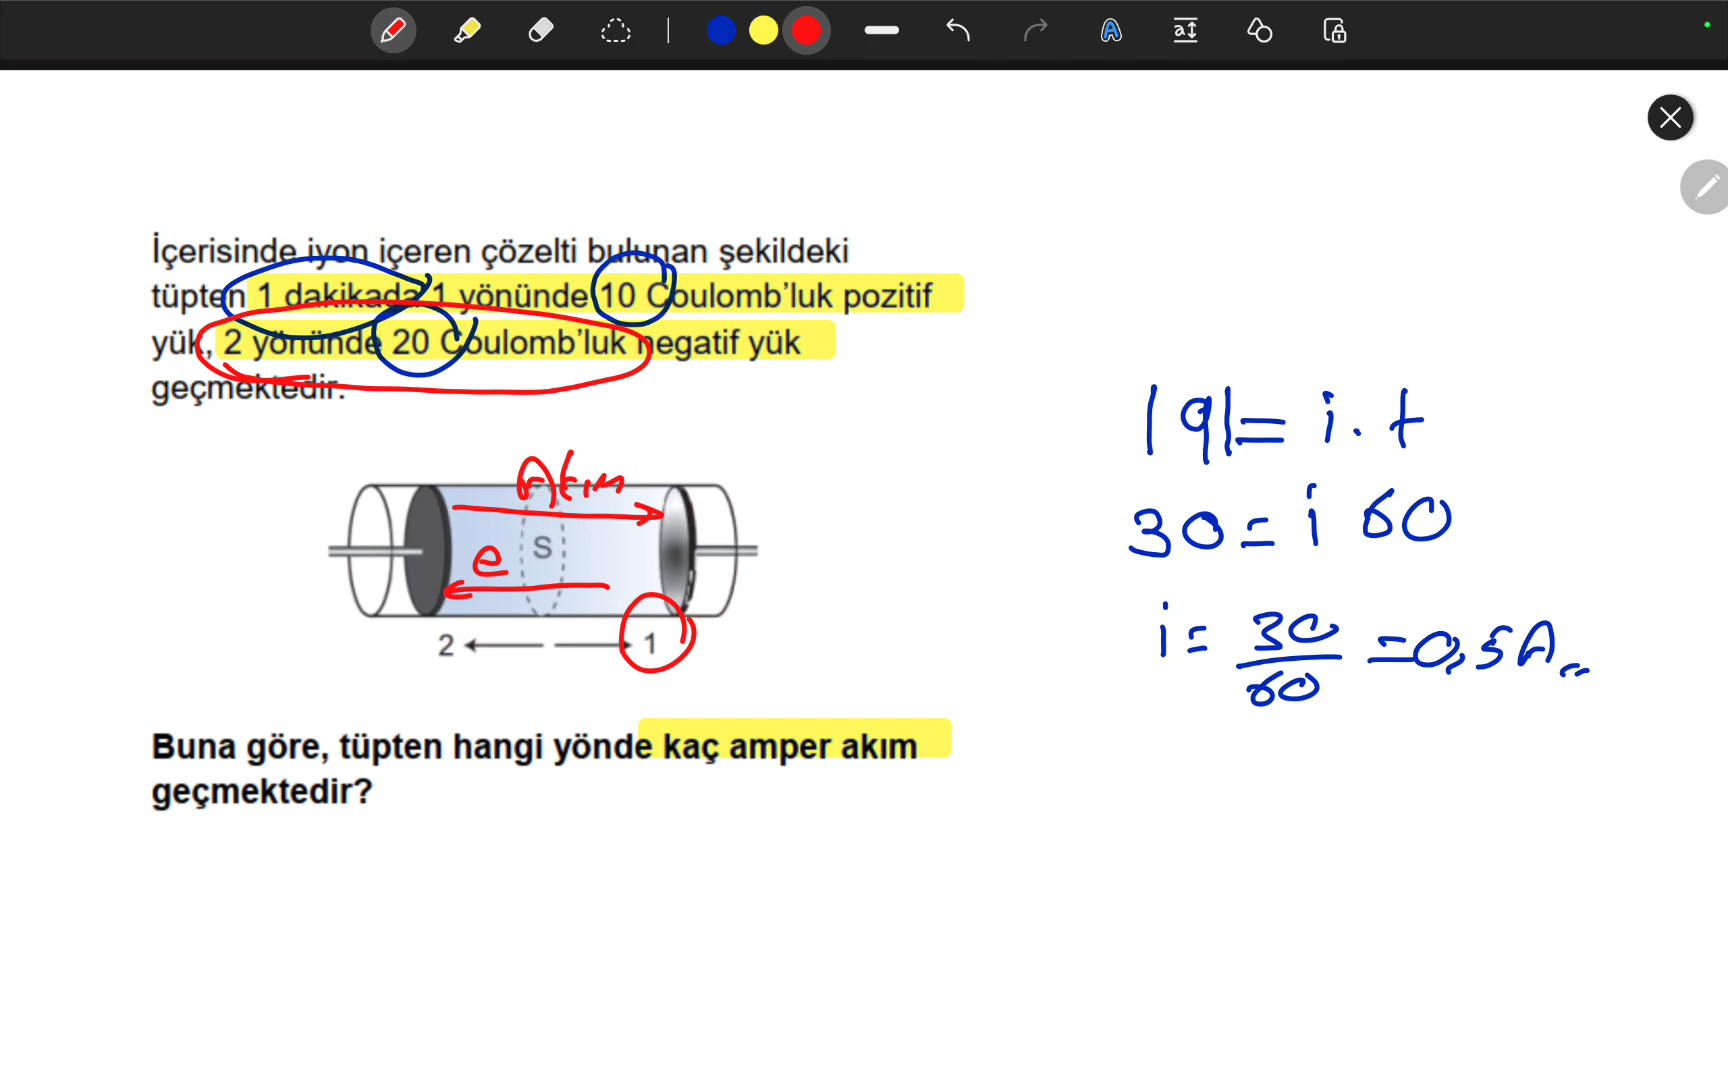 İçerisinde iyon içeren çözelti bulunan şekildeki
tüpten 1 dakikada 1 yönünde 10 Coulomb'luk pozitif
yük, 2 yönünde 20 Coulomb'luk negatif yük
geçmektedir.
Akım
S
e
2 1
Buna göre, tüpten hangi yönde kaç amper akım
geçmektedir?
|q| = i . t
30 = i 60
i = 30/60 = 0,5 A